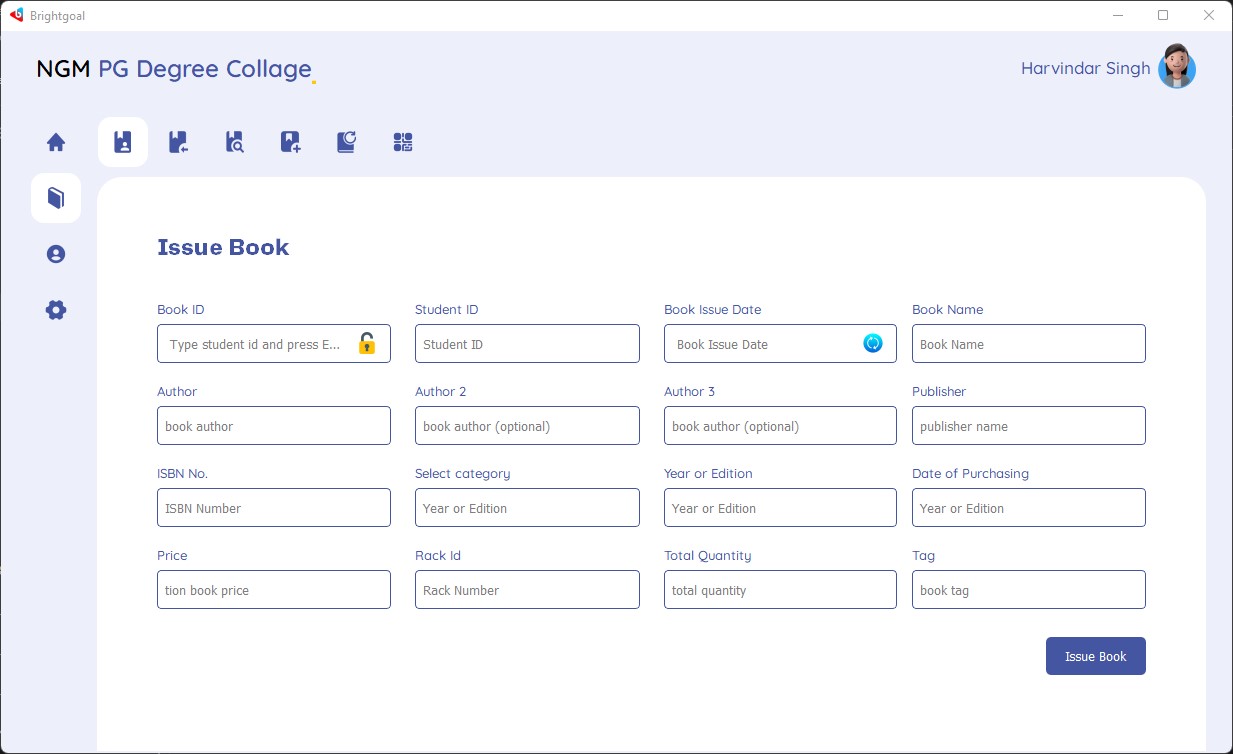 Brightgoal
NGM PG Degree Collage.
Harvindar Singh
Issue Book
Book ID Student ID Book Issue Date Book Name
Type student id and press E... Student ID Book Issue Date Book Name
Author Author 2 Author 3 Publisher
book author book author (optional) book author (optional) publisher name
ISBN No. Select category Year or Edition Date of Purchasing
ISBN Number Year or Edition Year or Edition Year or Edition
Price Rack Id Total Quantity Tag
tion book price Rack Number total quantity book tag
Issue Book